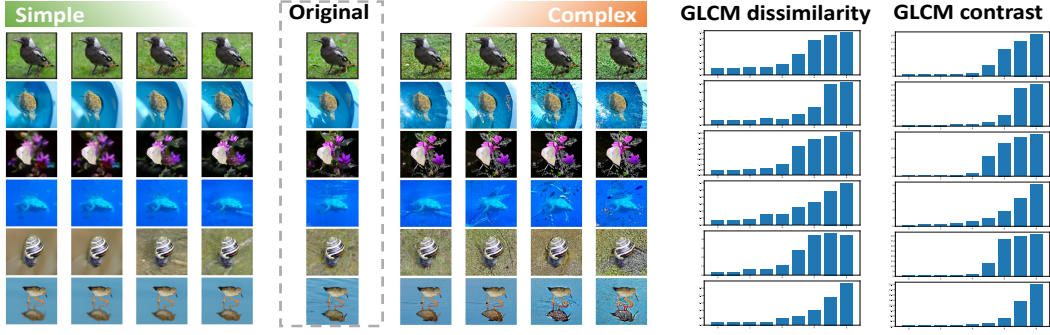 Simple
Original
Complex
GLCM dissimilarity
GLCM contrast